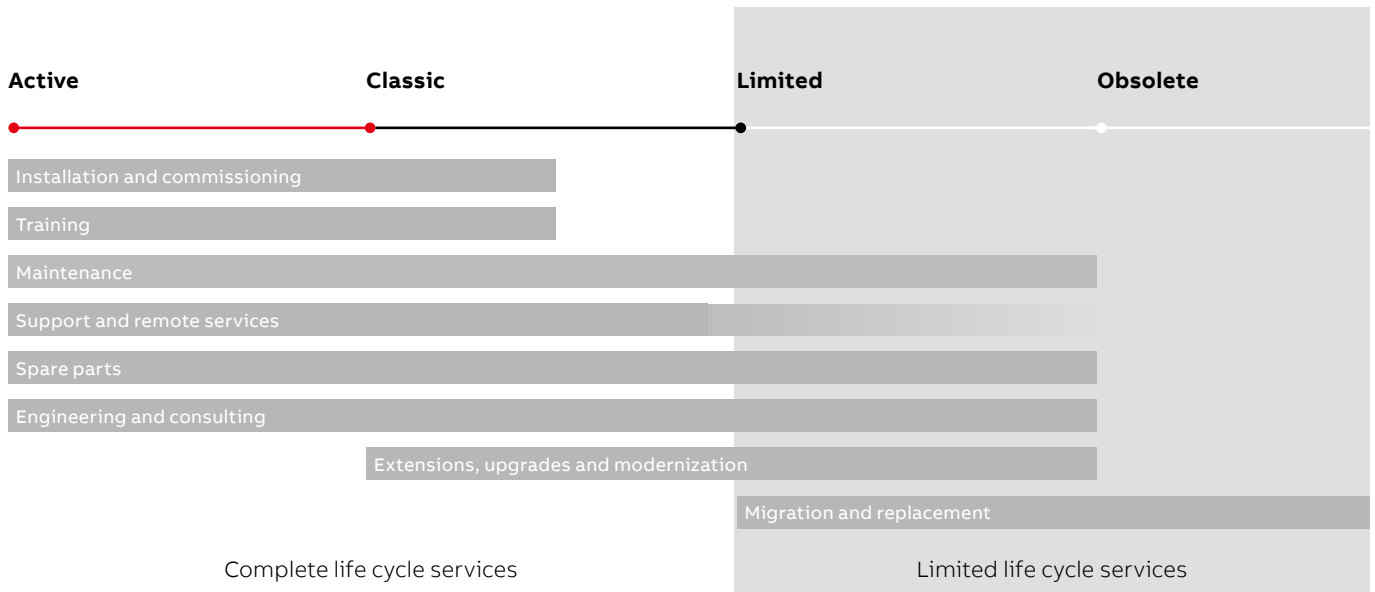 Active Classic Limited Obsolete
Installation and commissioning
Training
Maintenance
Support and remote services
Spare parts
Engineering and consulting
Extensions, upgrades and modernization
Migration and replacement
Complete life cycle services Limited life cycle services